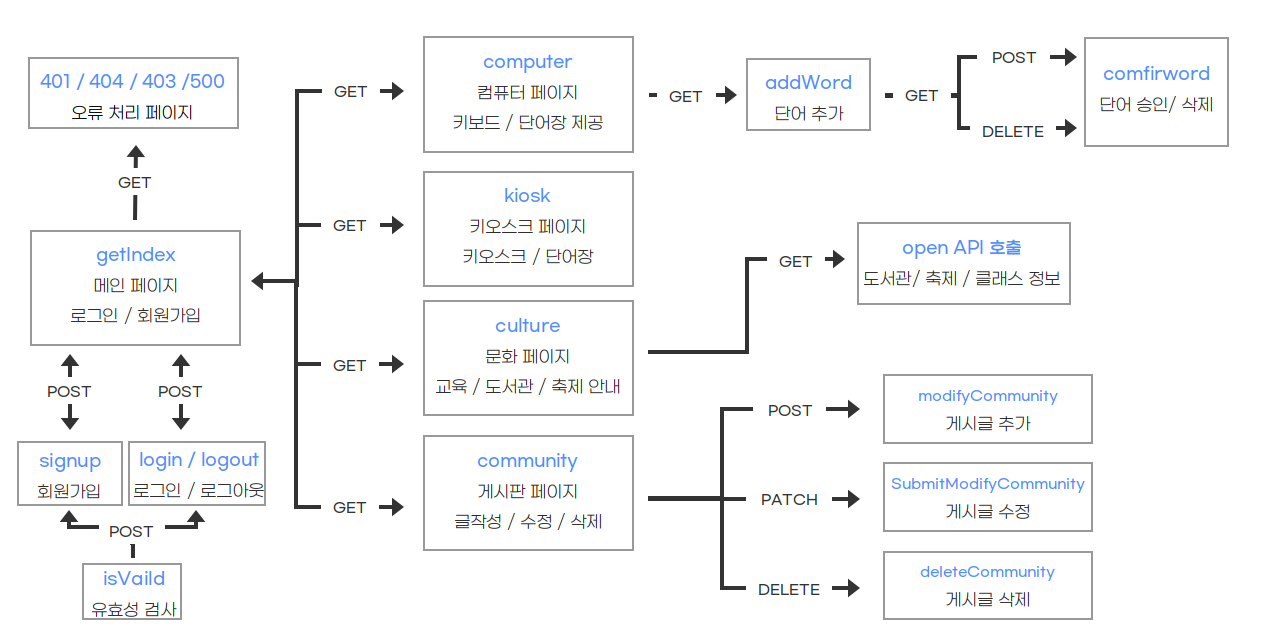 401 / 404 / 403 /500
오류 처리 페이지
GET
getIndex
메인 페이지
로그인 / 회원가입
POST
POST
signup
회원가입
login / logout
로그인 / 로그아웃
POST
isVaild
유효성 검사
GET
computer
컴퓨터 페이지
키보드 / 단어장 제공
GET
addWord
단어 추가
GET
POST
DELETE
comfirword
단어 승인/ 삭제
GET
kiosk
키오스크 페이지
키오스크 / 단어장
GET
culture
문화 페이지
교육 / 도서관 / 축제 안내
GET
open API 호출
도서관/ 축제 / 클래스 정보
GET
community
게시판 페이지
글작성 / 수정 / 삭제
POST
modifyCommunity
게시글 추가
PATCH
SubmitModifyCommunity
게시글 수정
DELETE
deleteCommunity
게시글 삭제